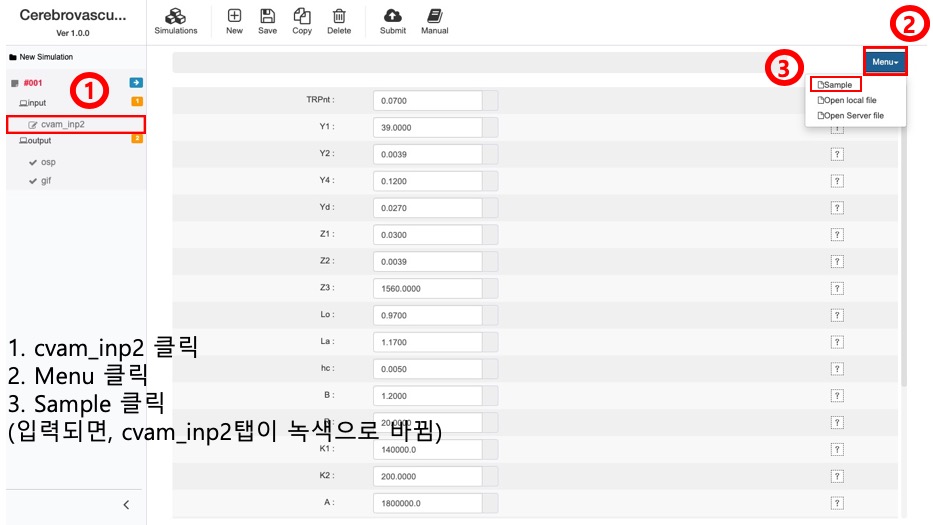 Cerebrovascu...
Ver 1.0.0
Simulations
New
Save
Copy
Delete
Submit
Manual
2
New Simulation
3
Menu
#001
1
input
1
Sample
Open local file
Open Server file
cvam_inp2
output
2
osp
gif
TRPnt : 0.0700
Y1 : 39.0000 ?
Y2 : 0.0039 ?
Y4 : 0.1200 ?
Yd : 0.0270 ?
Z1 : 0.0300 ?
Z2 : 0.0039 ?
Z3 : 1560.0000 ?
Lo : 0.9700 ?
La : 1.1700 ?
hc : 0.0050 ?
B : 1.2000 ?
20.0000 ?
K1 : 140000.0 ?
K2 : 200.0000 ?
A : 1800000.0 ?
1. cvam_inp2 클릭
2. Menu 클릭
3. Sample 클릭
(입력되면, cvam_inp2탭이 녹색으로 바뀜)